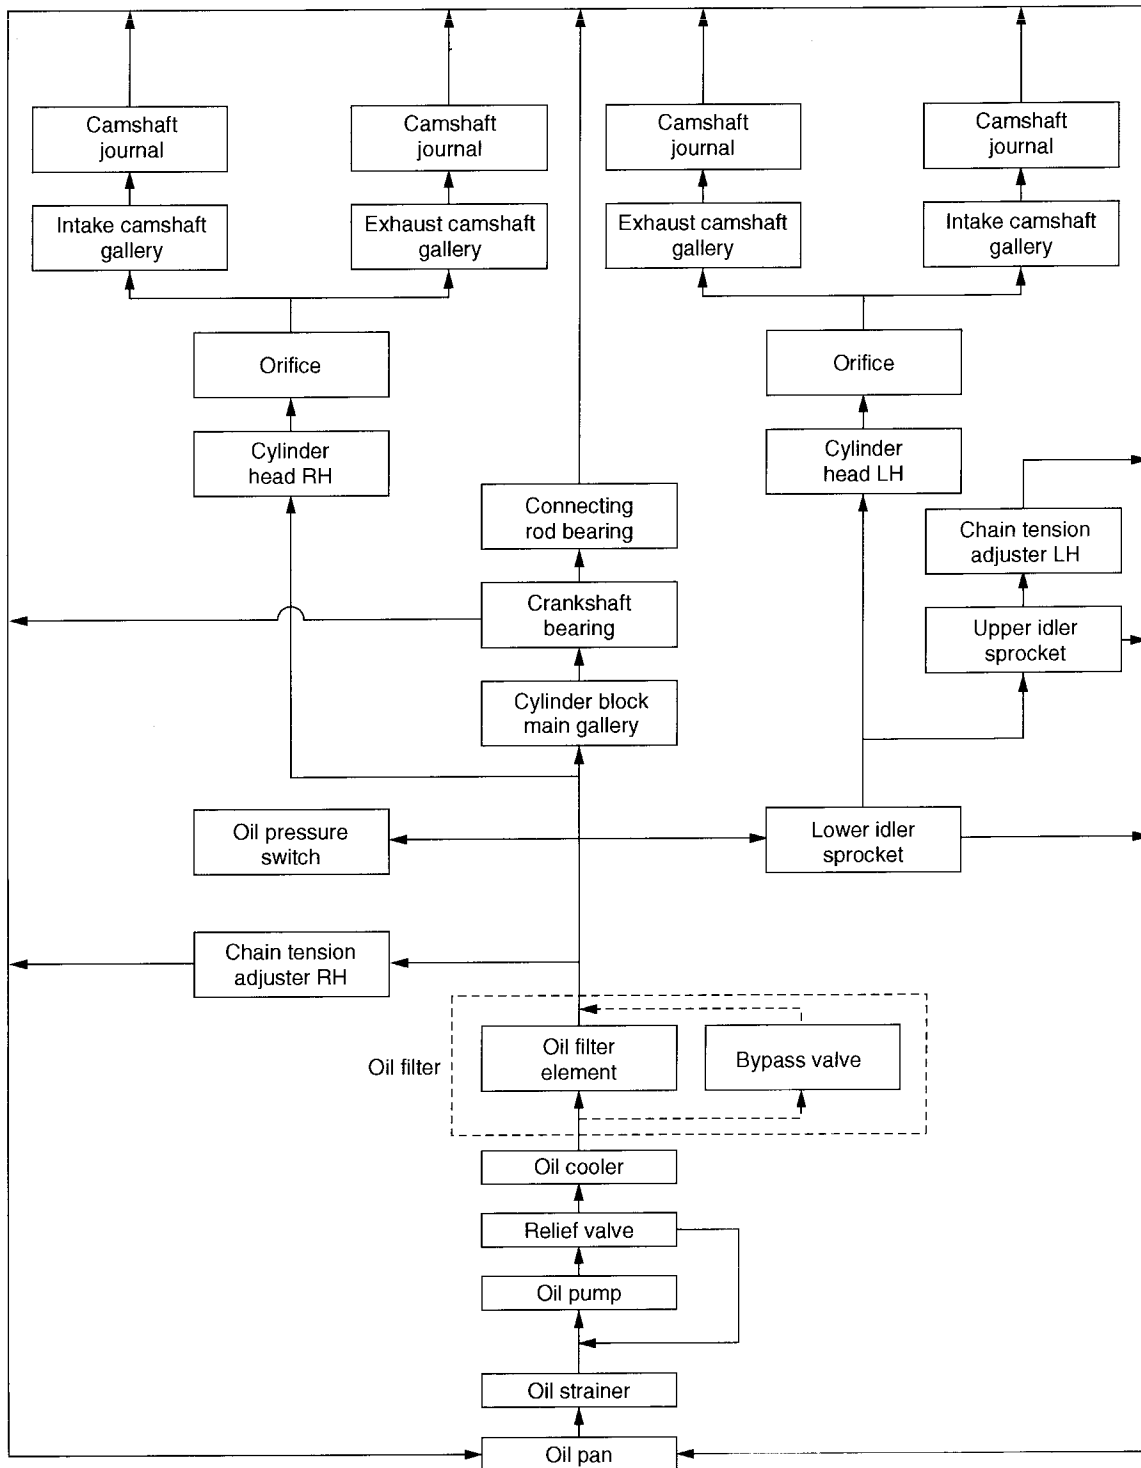 Camshaft
journal
Camshaft
journal
Camshaft
journal
Camshaft
journal
Intake camshaft
gallery
Exhaust camshaft
gallery
Exhaust camshaft
gallery
Intake camshaft
gallery
Orifice
Orifice
Cylinder
head RH
Cylinder
head LH
Connecting
rod bearing
Chain tension
adjuster LH
Crankshaft
bearing
Upper idler
sprocket
Cylinder block
main gallery
Oil pressure
switch
Lower idler
sprocket
Chain tension
adjuster RH
Oil filter
Oil filter
element
Bypass valve
Oil cooler
Relief valve
Oil pump
Oil strainer
Oil pan